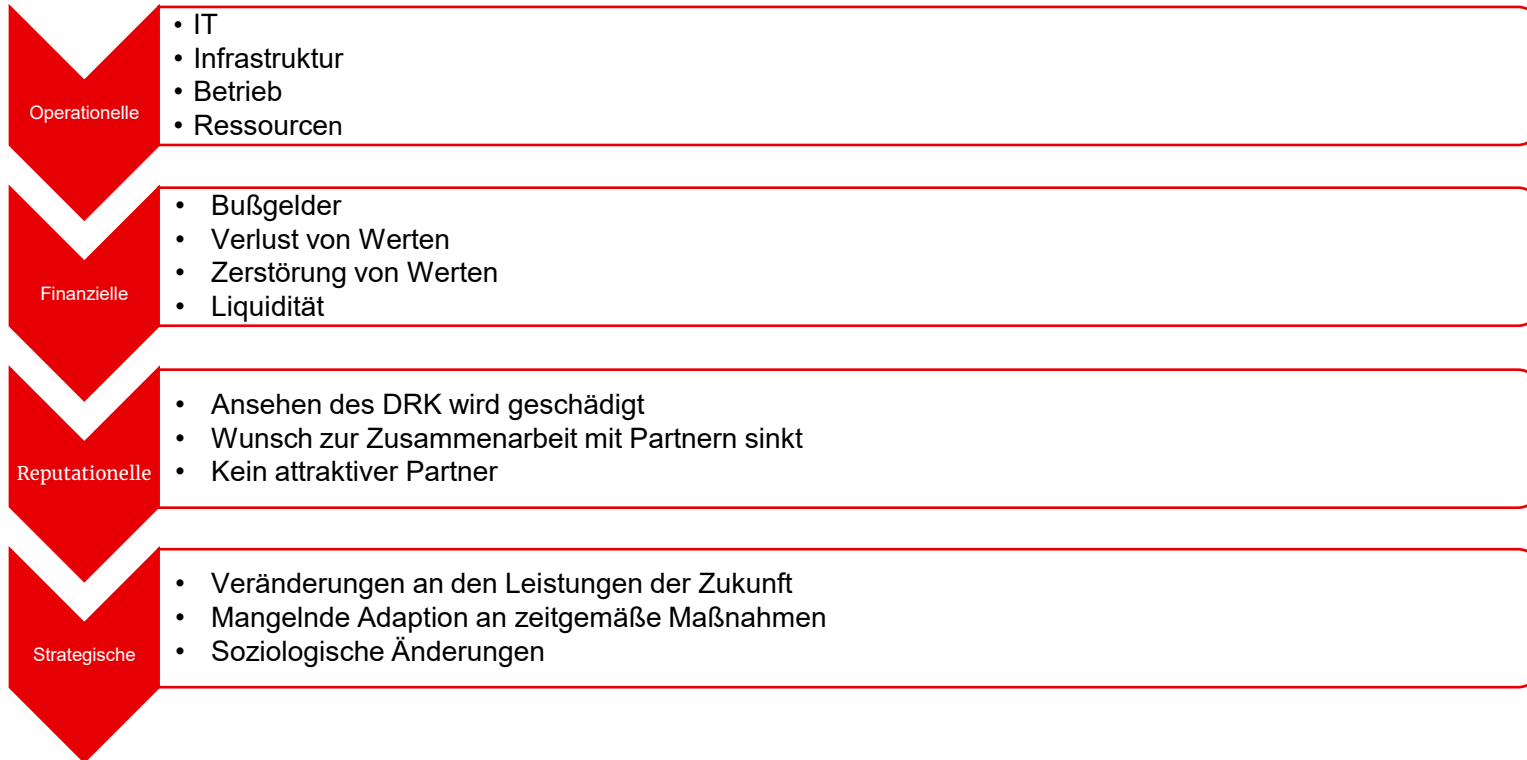 Operationelle
• IT
• Infrastruktur
• Betrieb
• Ressourcen
Finanzielle
• Bußgelder
• Verlust von Werten
• Zerstörung von Werten
• Liquidität
Reputationelle
• Ansehen des DRK wird geschädigt
• Wunsch zur Zusammenarbeit mit Partnern sinkt
• Kein attraktiver Partner
Strategische
• Veränderungen an den Leistungen der Zukunft
• Mangelnde Adaption an zeitgemäße Maßnahmen
• Soziologische Änderungen